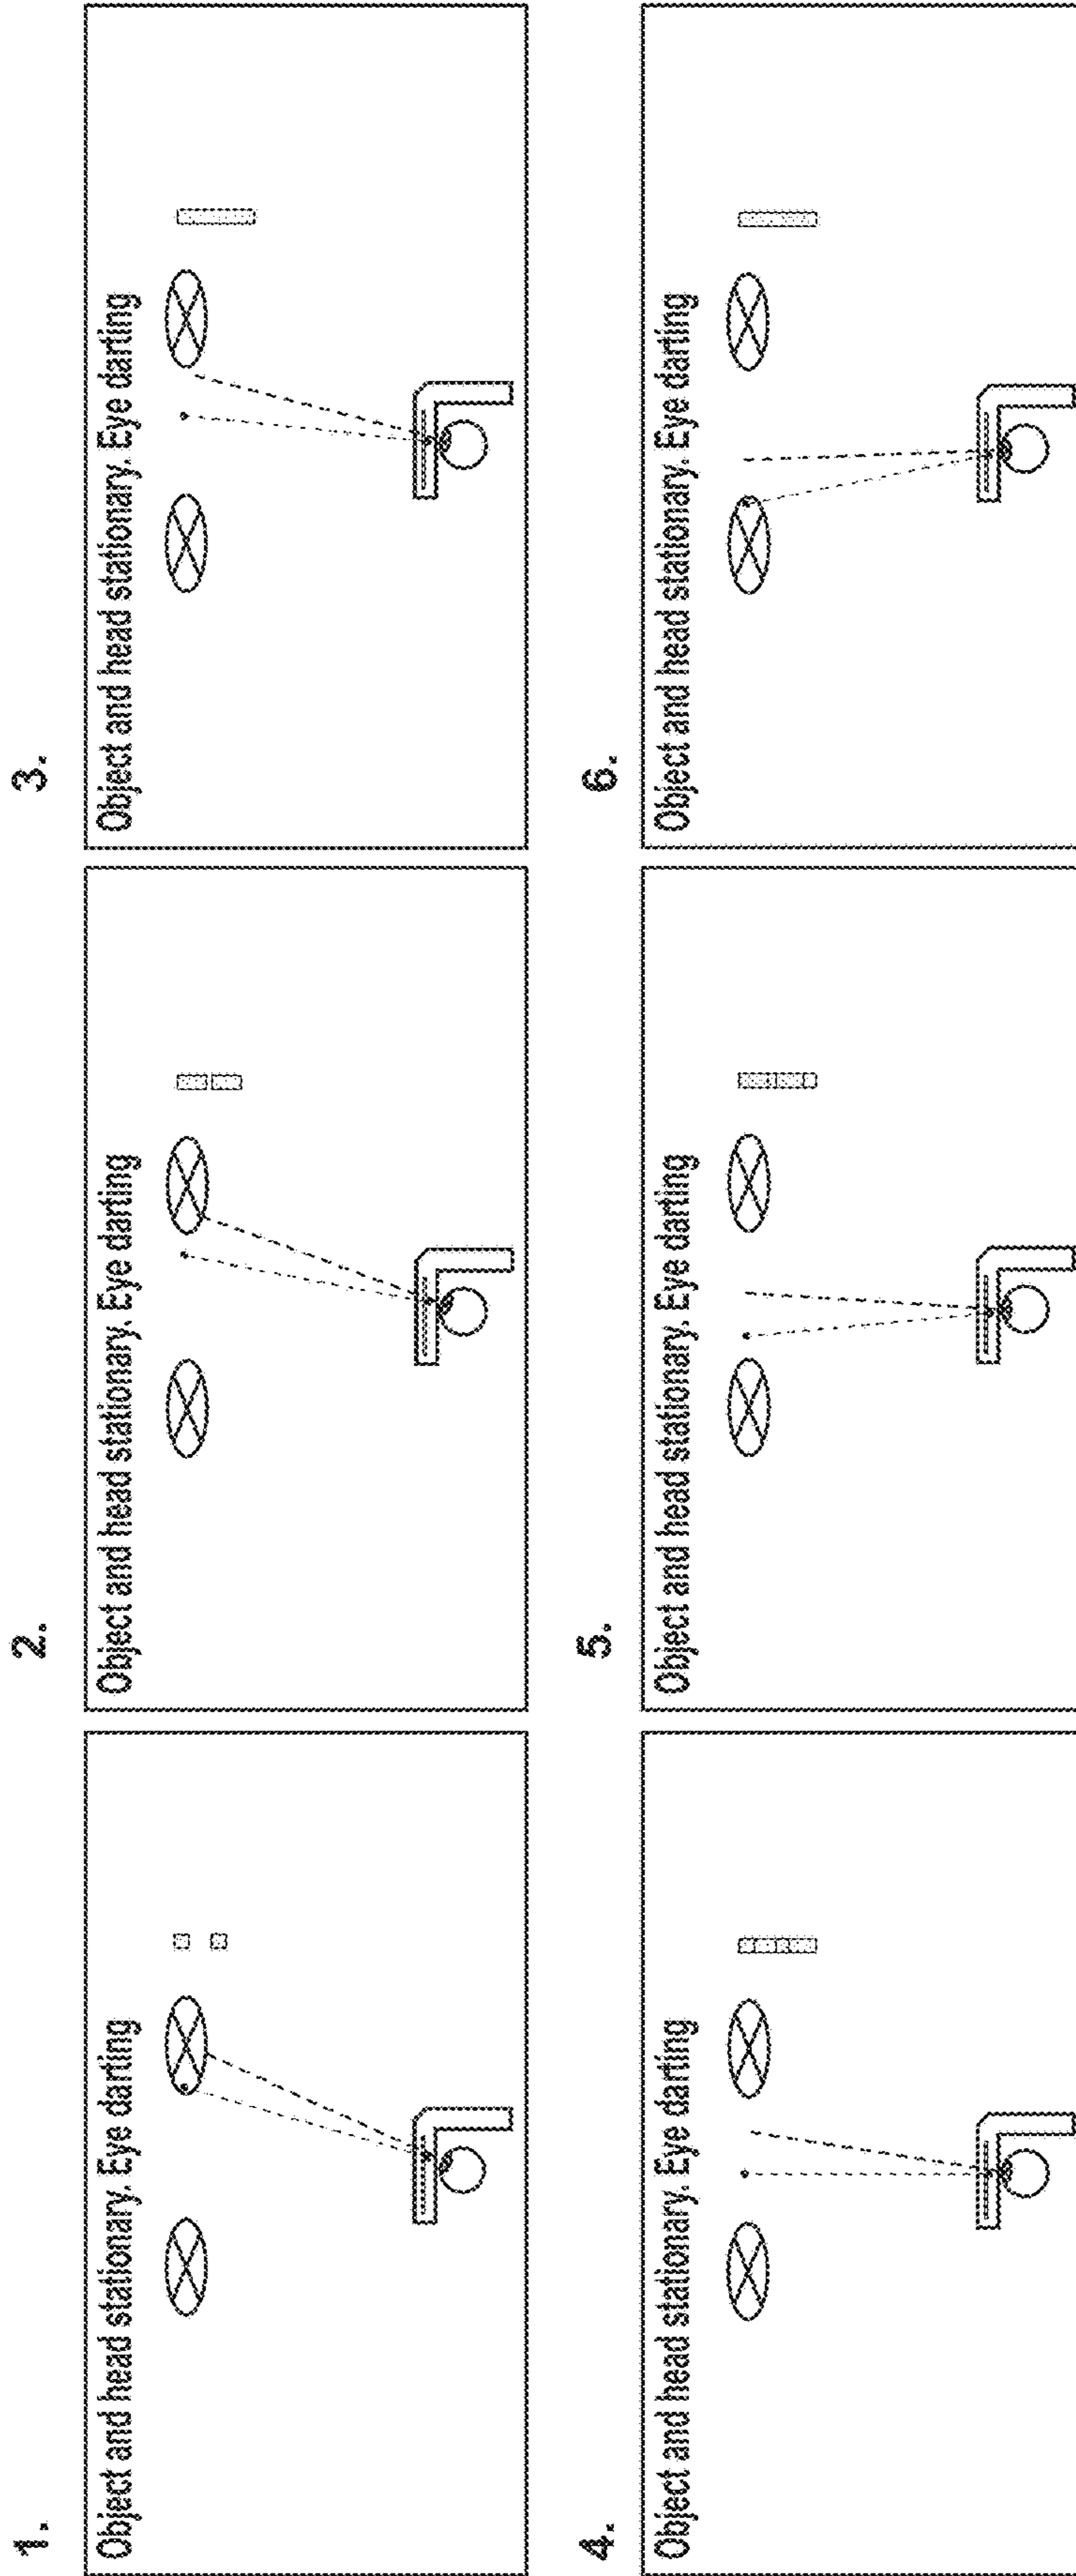 1.
Object and head stationary. Eye darting
2.
Object and head stationary. Eye darting
3.
Object and head stationary. Eye darting
4.
Object and head stationary. Eye darting
5.
Object and head stationary. Eye darting
6.
Object and head stationary. Eye darting